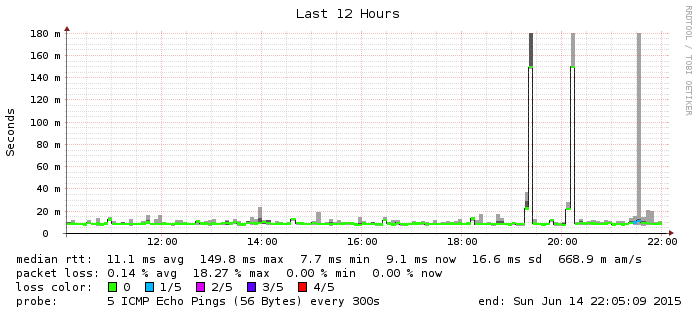 Last 12 Hours
RRDTOOL / TOBI OETIKER
Seconds
180 m
160 m
140 m
120 m
100 m
80 m
60 m
40 m
20 m
0
12:00 14:00 16:00 18:00 20:00 22:00
median rtt: 11.1 ms avg 149.8 ms max 7.7 ms min 9.1 ms now 16.6 ms sd 668.9 m am/s
packet loss: 0.14 % avg 18.27 % max 0.00 % min 0.00 % now
loss color: 0 1/5 2/5 3/5 4/5
probe: 5 ICMP Echo Pings (56 Bytes) every 300s end: Sun Jun 14 22:05:09 2015